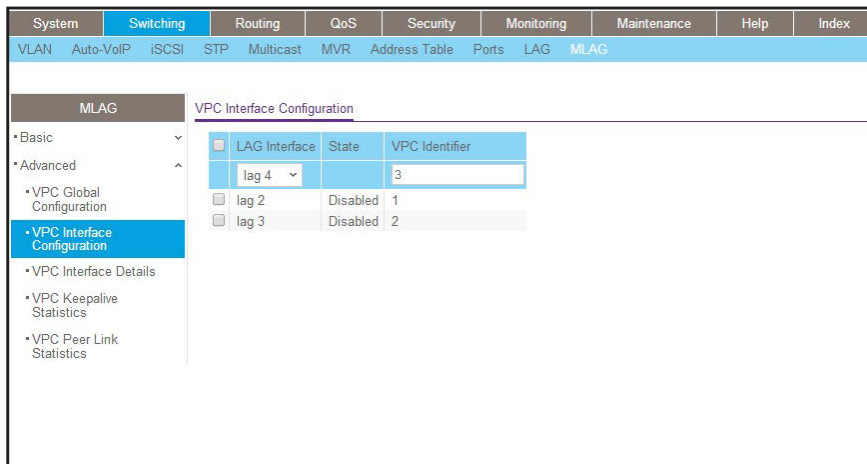 System Switching Routing QoS Security Monitoring Maintenance Help Index
VLAN Auto-VoIP iSCSI STP Multicast MVR Address Table Ports LAG MLAG
MLAG
Basic
Advanced
VPC Global
Configuration
VPC Interface
Configuration
VPC Interface Details
VPC Keepalive
Statistics
VPC Peer Link
Statistics
VPC Interface Configuration
LAG Interface State VPC Identifier
lag 4 3
lag 2 Disabled 1
lag 3 Disabled 2